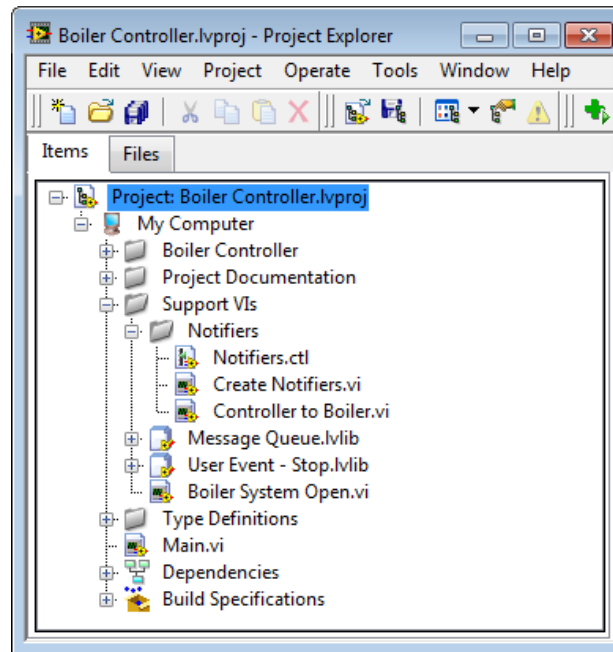 Boiler Controller.lvproj - Project Explorer
File Edit View Project Operate Tools Window Help
Items Files
Project: Boiler Controller.lvproj
My Computer
Boiler Controller
Project Documentation
Support VIs
Notifiers
Notifiers.ctl
Create Notifiers.vi
Controller to Boiler.vi
Message Queue.lvlib
User Event - Stop.lvlib
Boiler System Open.vi
Type Definitions
Main.vi
Dependencies
Build Specifications